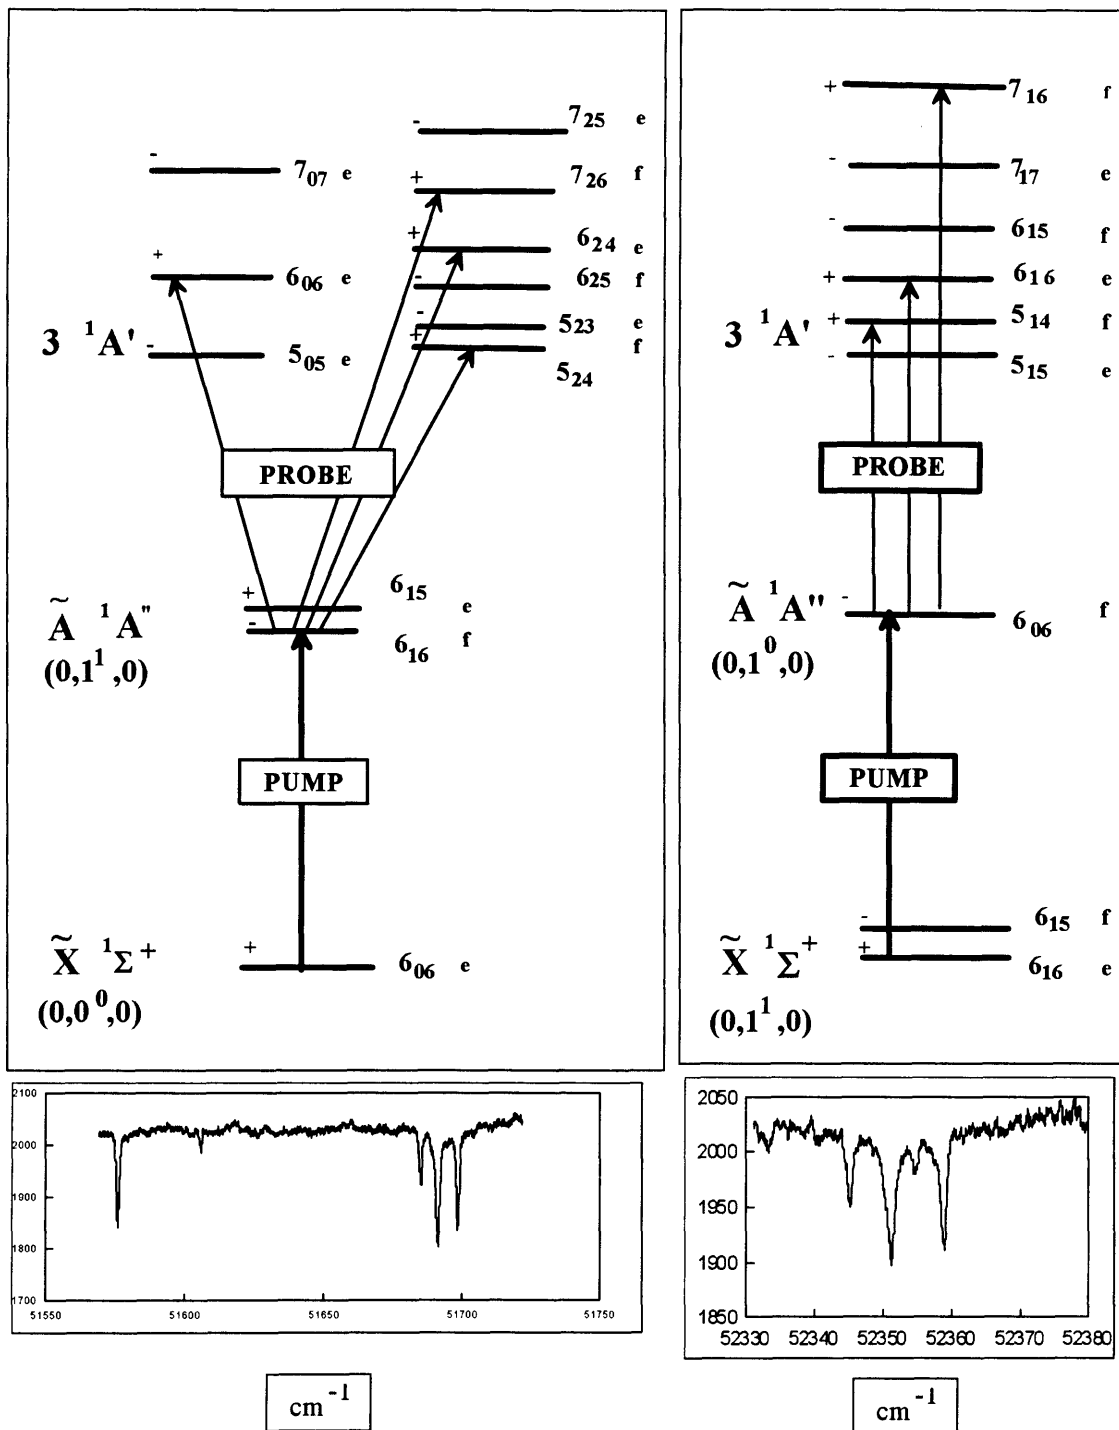 - 7₂₅ e
- 7₀₇ e
+ 7₂₆ f
+ 6₂₄ e
+ 6₀₆ e
- 6₂₅ f
- 5₂₃ e
3 ¹A'
- 5₀₅ e
+ 5₂₄ f
PROBE
+ 6₁₅ e
Ã ¹A''
- 6₁₆ f
(0,1¹,0)
PUMP
X̃ ¹Σ⁺
+ 6₀₆ e
(0,0⁰,0)
+ 7₁₆ f
- 7₁₇ e
- 6₁₅ f
+ 6₁₆ e
3 ¹A'
+ 5₁₄ f
- 5₁₅ e
PROBE
Ã ¹A''
- 6₀₆ f
(0,1⁰,0)
PUMP
- 6₁₅ f
X̃ ¹Σ⁺
+ 6₁₆ e
(0,1¹,0)
2100
2000
1900
1800
1700
51550 51600 51650 51700 51750
cm⁻¹
2050
2000
1950
1900
1850
52330 52340 52350 52360 52370 52380
cm⁻¹